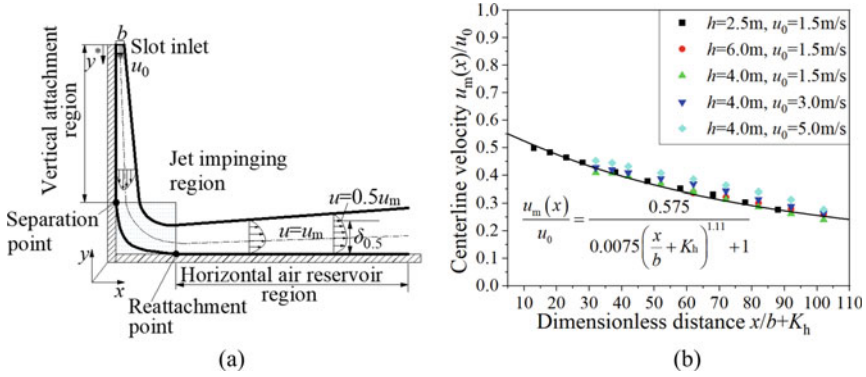 (a)
b
Slot inlet
y*
u0
Vertical attachment
region
Jet impinging
region
Separation
point
u=0.5um
u=um
δ0.5
y
x
Horizontal air reservoir
region
Reattachment
point
(a)
(b)
Centerline velocity um(x)/u0
1.0
0.9
0.8
0.7
0.6
0.5
0.4
0.3
0.2
0.1
0.0
h=2.5m, u0=1.5m/s
h=6.0m, u0=1.5m/s
h=4.0m, u0=1.5m/s
h=4.0m, u0=3.0m/s
h=4.0m, u0=5.0m/s
um(x)/u0 = 0.575/(0.0075(x/b+Kh)^1.11+1)
10 20 30 40 50 60 70 80 90 100 110
Dimensionless distance x/b+Kh
(b)